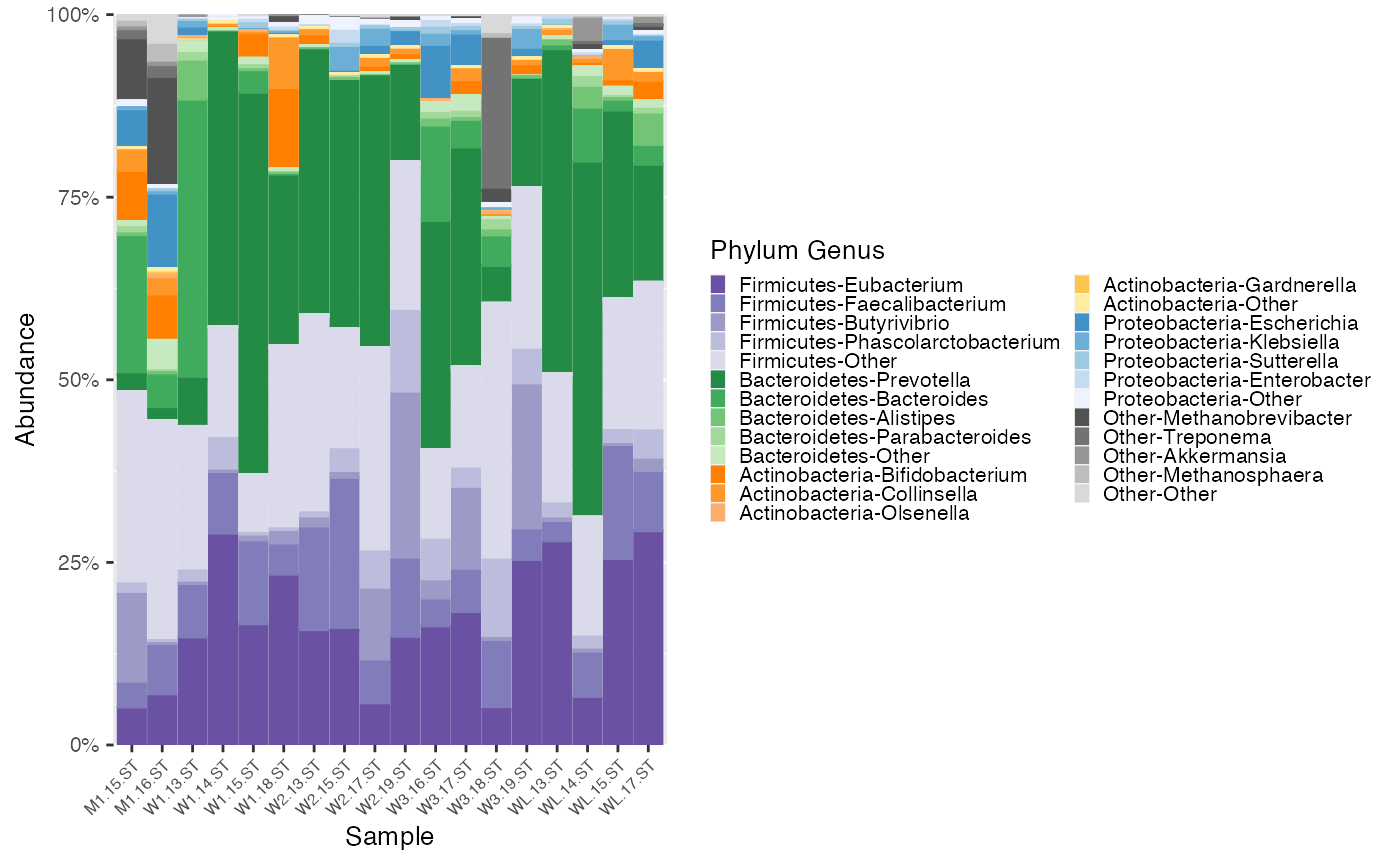 100%
75%
50%
25%
0%
Abundance
M1.15.ST
M1.16.ST
W1.13.ST
W1.14.ST
W1.15.ST
W1.18.ST
W2.13.ST
W2.15.ST
W2.17.ST
W2.19.ST
W3.16.ST
W3.17.ST
W3.18.ST
W3.19.ST
WL.13.ST
WL.14.ST
WL.15.ST
WL.17.ST
Sample
Phylum Genus
Firmicutes-Eubacterium
Firmicutes-Faecalibacterium
Firmicutes-Butyrivibrio
Firmicutes-Phascolarctobacterium
Firmicutes-Other
Bacteroidetes-Prevotella
Bacteroidetes-Bacteroides
Bacteroidetes-Alistipes
Bacteroidetes-Parabacteroides
Bacteroidetes-Other
Actinobacteria-Bifidobacterium
Actinobacteria-Collinsella
Actinobacteria-Olsenella
Actinobacteria-Gardnerella
Actinobacteria-Other
Proteobacteria-Escherichia
Proteobacteria-Klebsiella
Proteobacteria-Sutterella
Proteobacteria-Enterobacter
Proteobacteria-Other
Other-Methanobrevibacter
Other-Treponema
Other-Akkermansia
Other-Methanosphaera
Other-Other